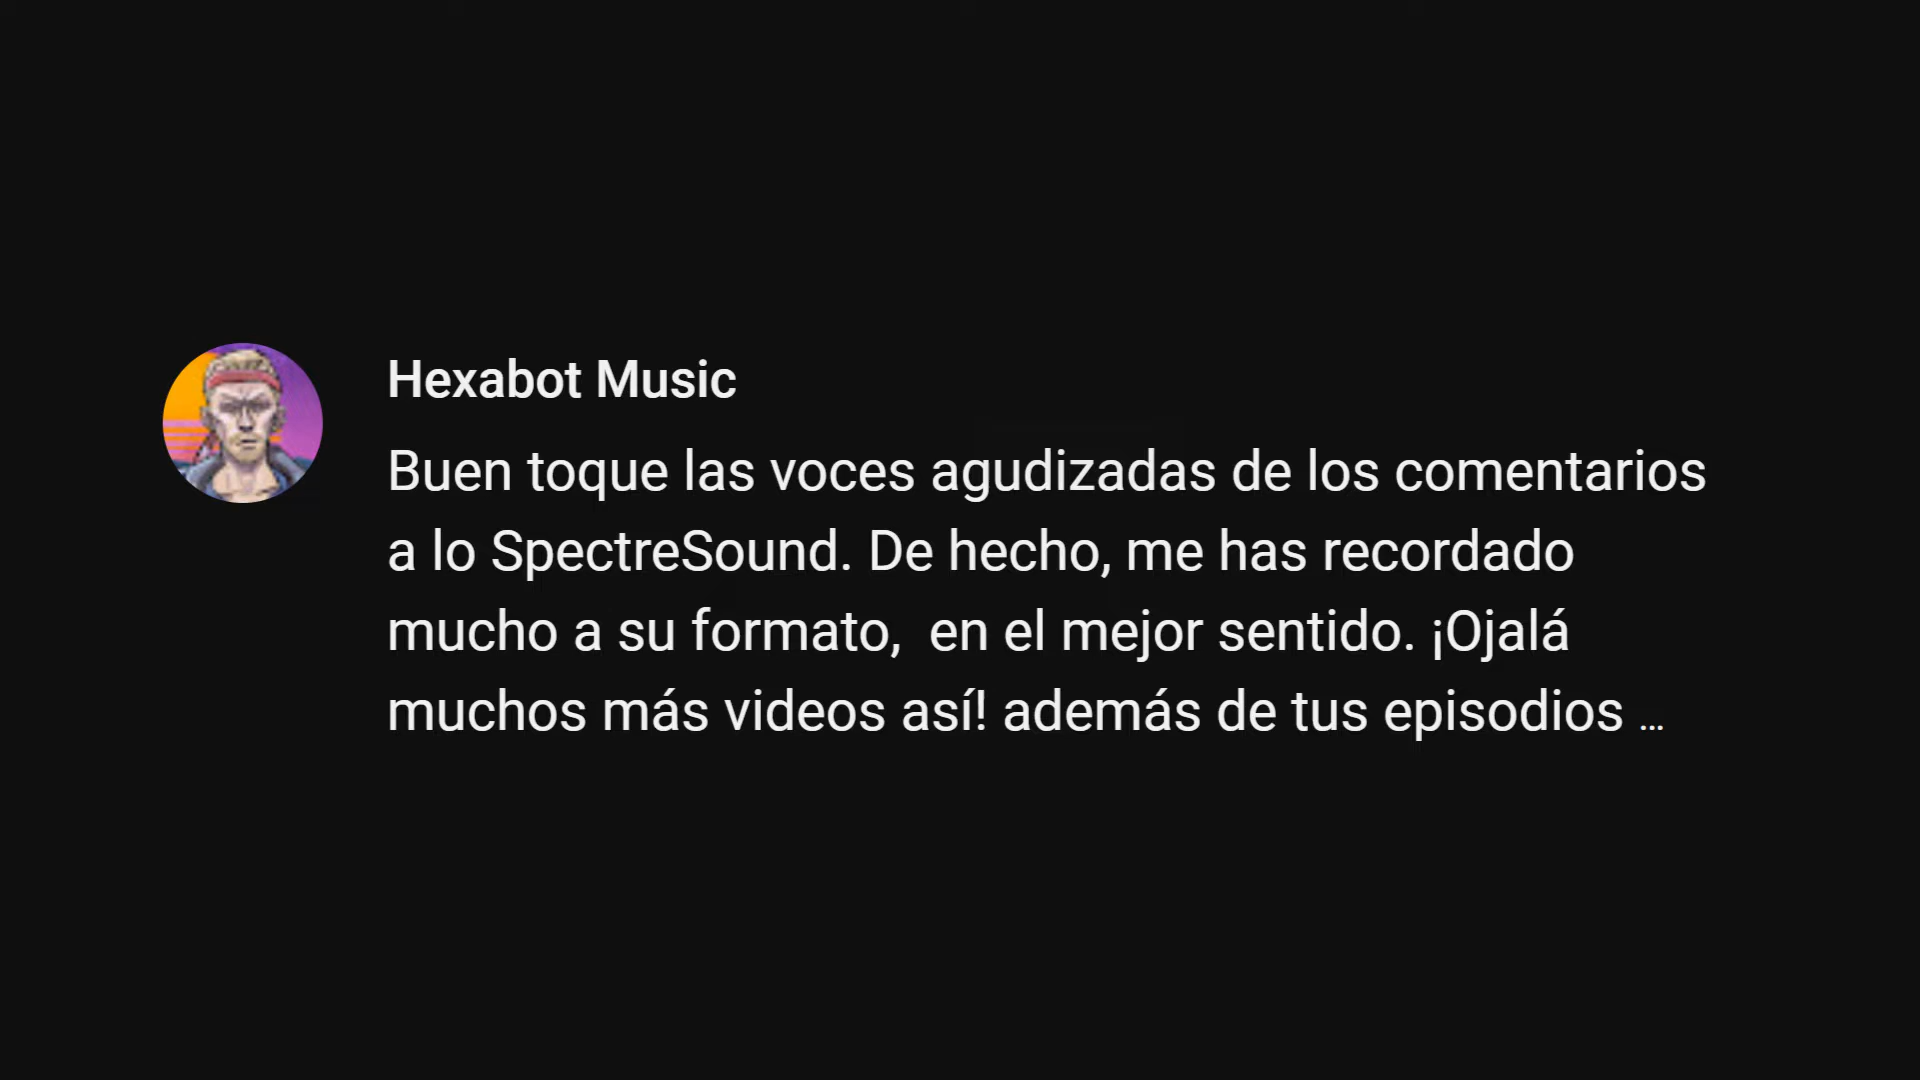 Hexabot Music
Buen toque las voces agudizadas de los comentarios
a lo SpectreSound. De hecho, me has recordado
mucho a su formato,  en el mejor sentido. ¡Ojalá
muchos más videos así! además de tus episodios ...